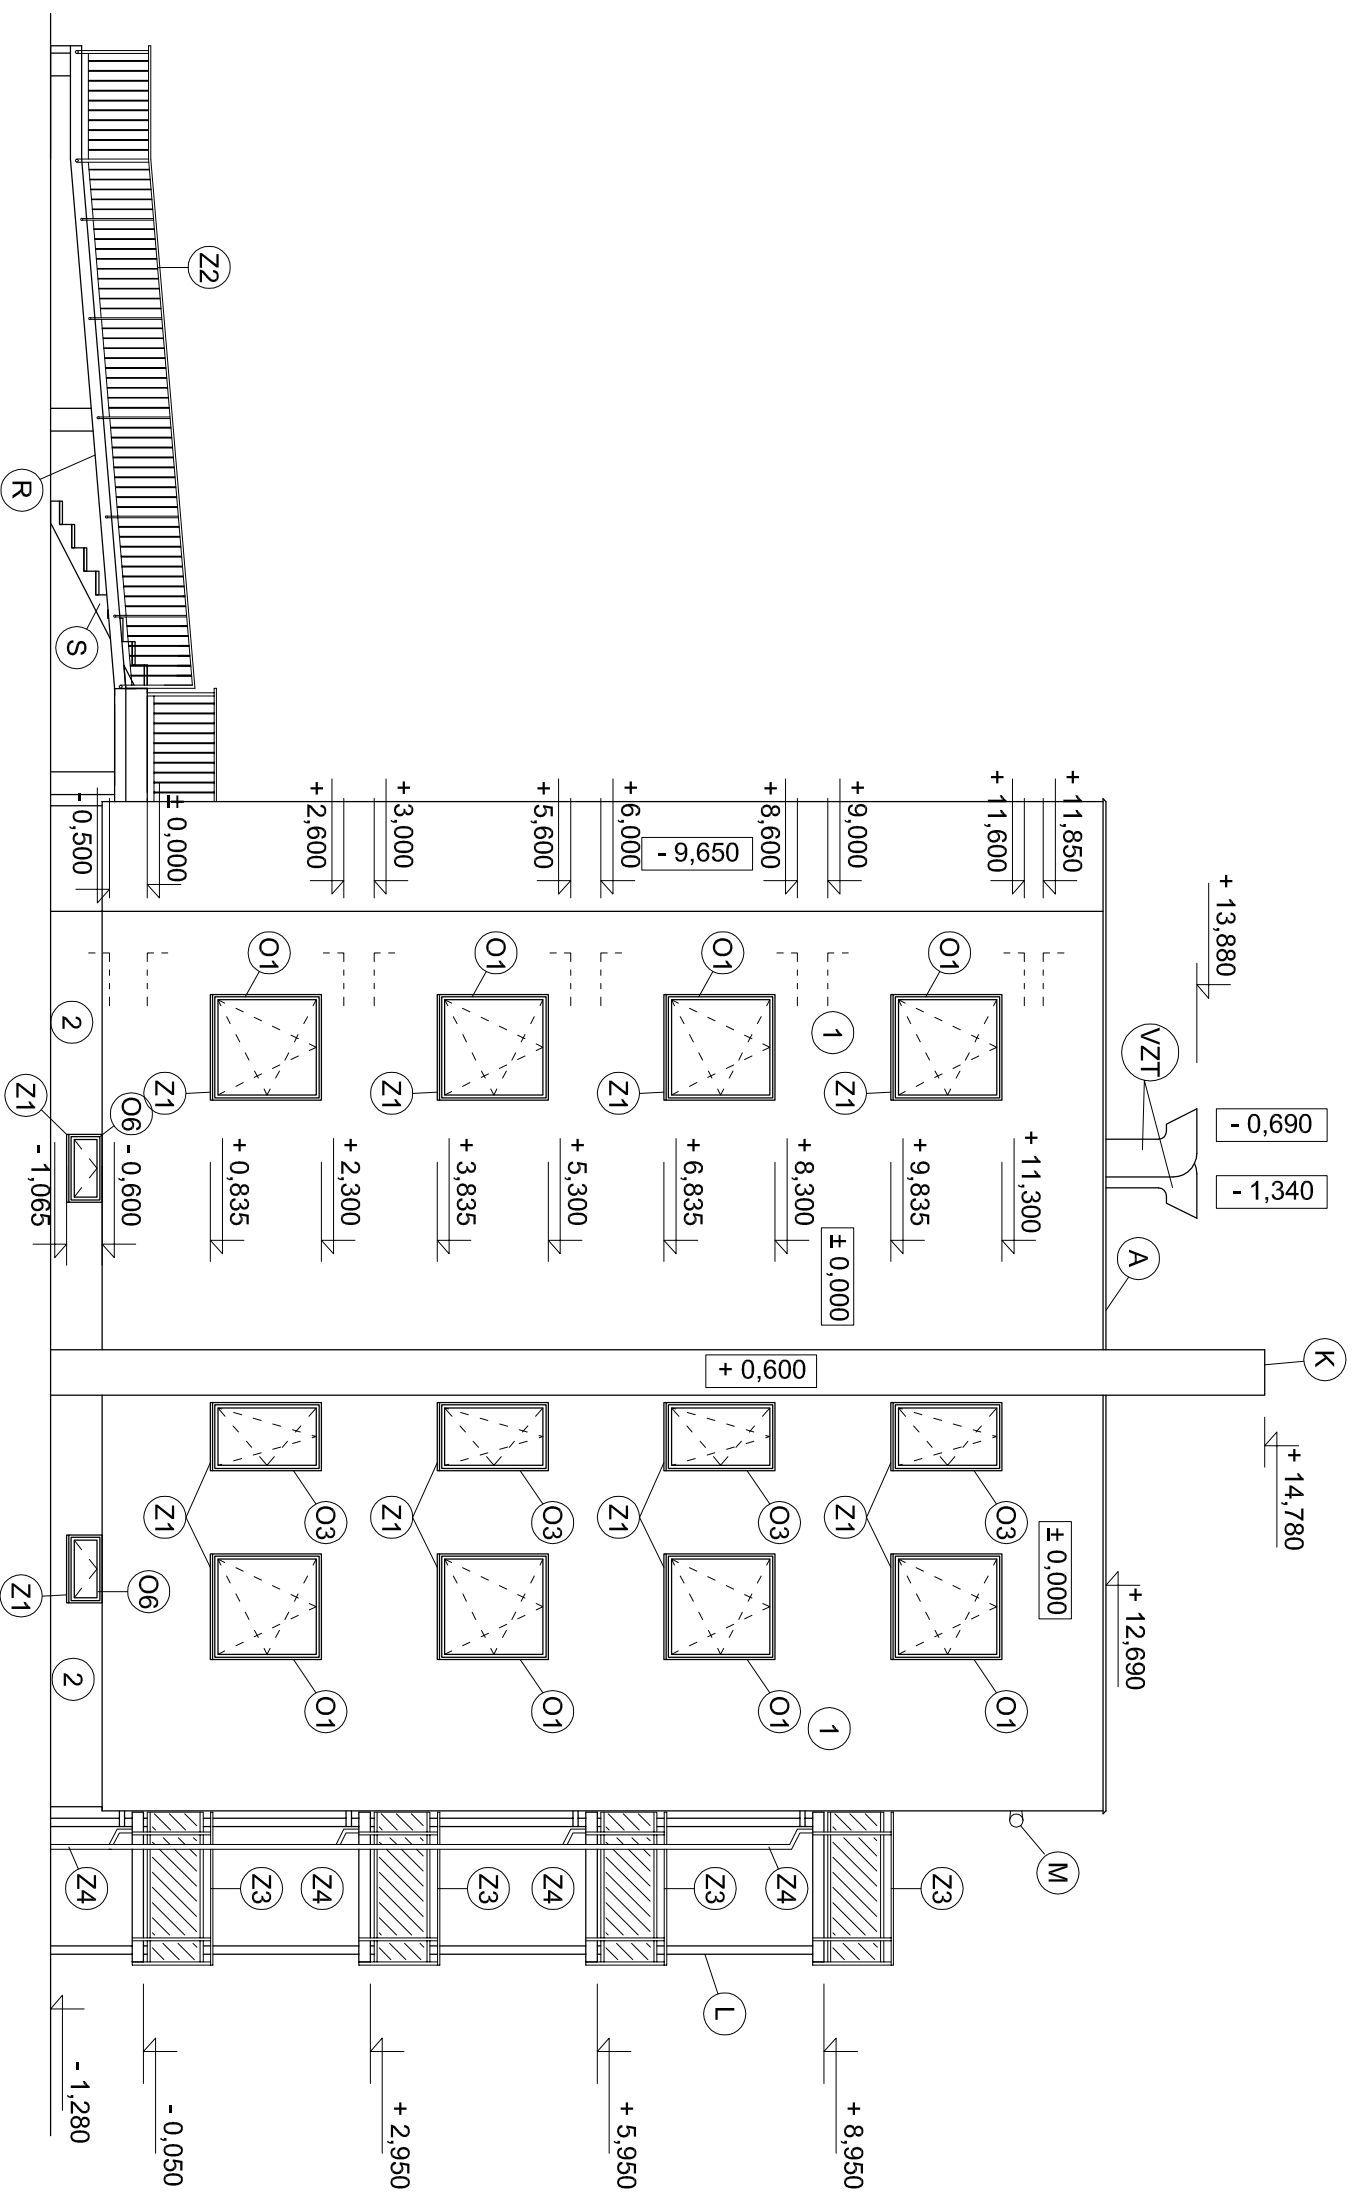 K
+ 14,780
- 0,690
- 1,340
+ 13,880
VZT
A
+ 12,690
M
+ 11,850
+ 11,600
+ 11,300
± 0,000
O1
Z1
+ 9,835
O3
Z1
O1
Z3
+ 9,000
+ 8,600
1
+ 8,300
± 0,000
1
+ 8,950
- 9,650
O1
Z1
+ 6,835
+ 0,600
O3
Z1
O1
Z4
Z3
L
+ 6,000
+ 5,600
+ 5,300
+ 5,950
O1
Z1
+ 3,835
O3
Z1
O1
Z4
Z3
+ 3,000
+ 2,600
+ 2,300
+ 2,950
O1
Z1
+ 0,835
O3
Z1
O1
Z4
Z3
Z2
± 0,000
- 0,500
O6
- 0,600
O6
- 0,050
S
2
2
Z4
- 1,280
R
Z1
- 1,065
Z1